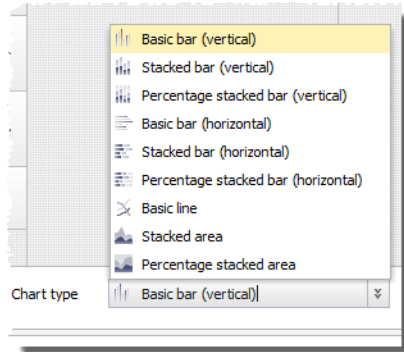 Basic bar (vertical)
Stacked bar (vertical)
Percentage stacked bar (vertical)
Basic bar (horizontal)
Stacked bar (horizontal)
Percentage stacked bar (horizontal)
Basic line
Stacked area
Percentage stacked area
Chart type Basic bar (vertical)